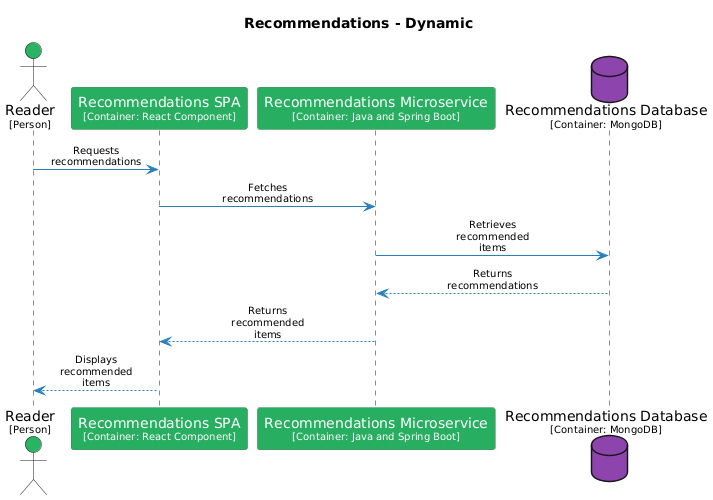 Recommendations - Dynamic
Reader
[Person]
Recommendations SPA
[Container: React Component]
Recommendations Microservice
[Container: Java and Spring Boot]
Recommendations Database
[Container: MongoDB]
Requests
recommendations
Fetches
recommendations
Retrieves
recommended
items
Returns
recommendations
Returns
recommended
items
Displays
recommended
items
Reader
[Person]
Recommendations SPA
[Container: React Component]
Recommendations Microservice
[Container: Java and Spring Boot]
Recommendations Database
[Container: MongoDB]